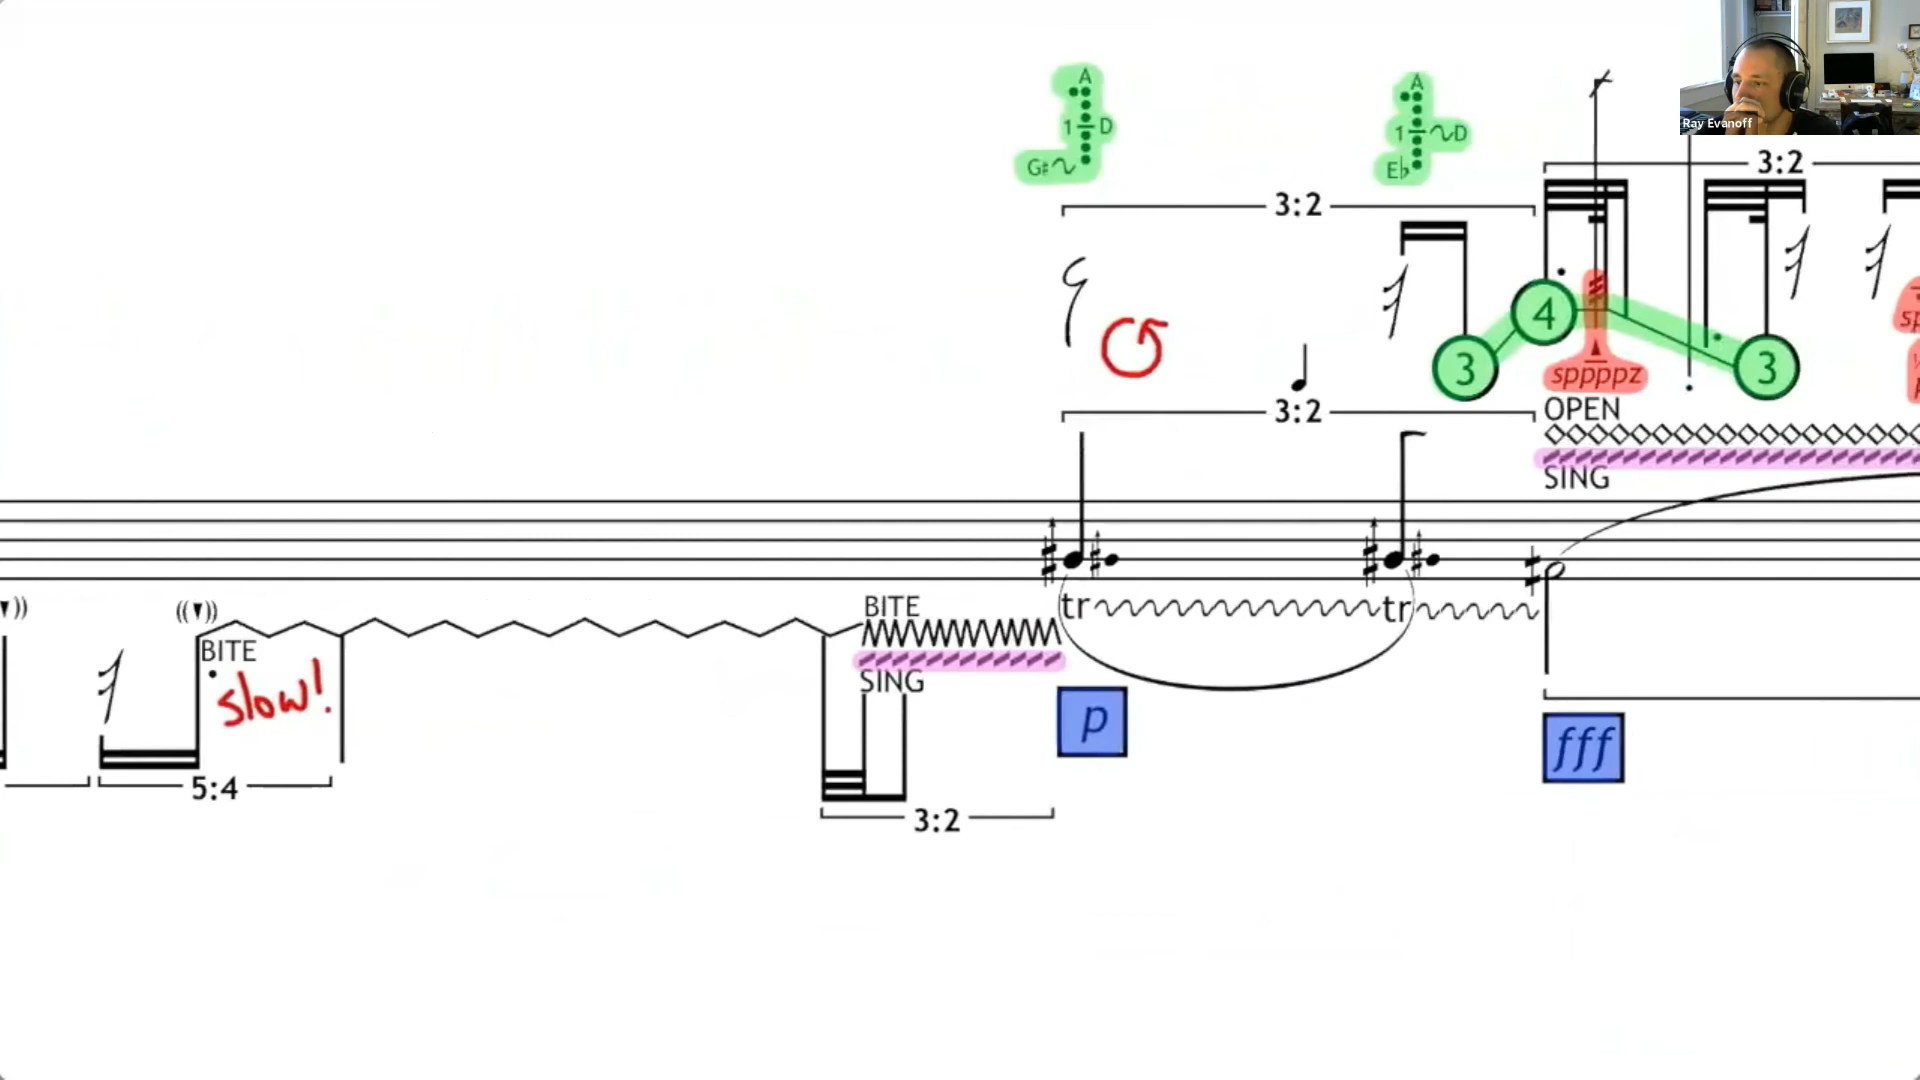 A
1 D
G♯
A
1 D
E♭
Ray Evanoff
3:2
3:2
3
4
3
sppppz
3:2
OPEN
SING
BITE
tr
tr
BITE
slow!
SING
p
fff
5:4
3:2